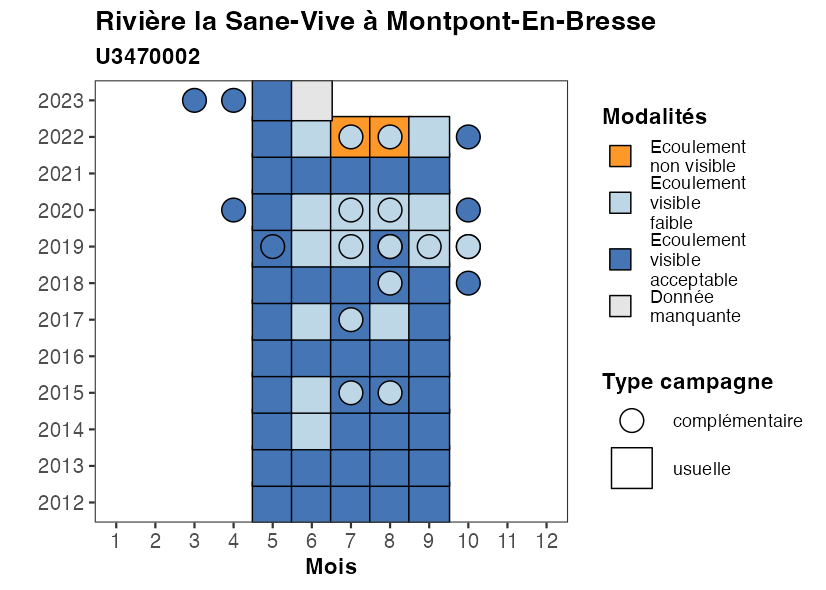 Rivière la Sane-Vive à Montpont-En-Bresse
U3470002
2023
2022
2021
2020
2019
2018
2017
2016
2015
2014
2013
2012
1 2 3 4 5 6 7 8 9 10 11 12
Mois
Modalités
Ecoulement
non visible
Ecoulement
visible
faible
Ecoulement
visible
acceptable
Donnée
manquante
Type campagne
complémentaire
usuelle